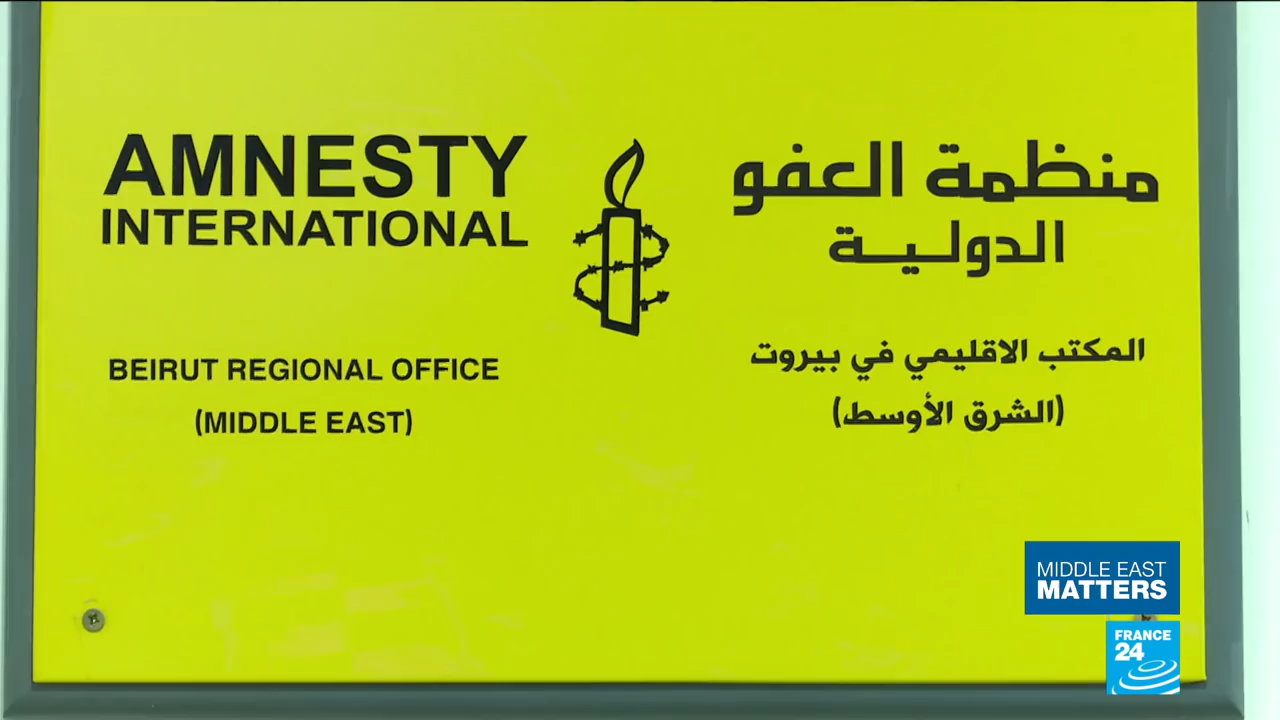 AMNESTY
INTERNATIONAL
BEIRUT REGIONAL OFFICE
(MIDDLE EAST)
منظمة العفو
الدولية
المكتب الاقليمي في بيروت
(الشرق الأوسط)
MIDDLE EAST
MATTERS
FRANCE
24